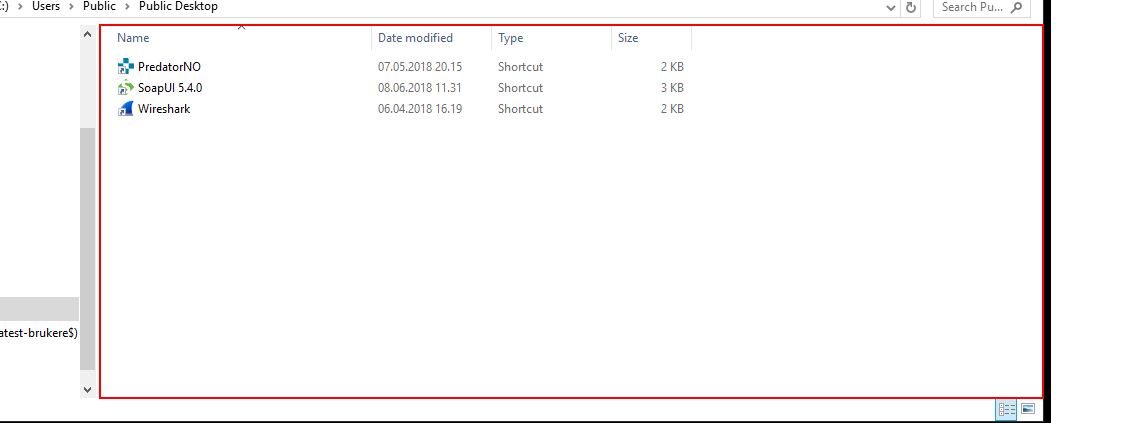 :) > Users > Public > Public Desktop Search Pu...
Name Date modified Type Size
PredatorNO 07.05.2018 20.15 Shortcut 2 KB
SoapUI 5.4.0 08.06.2018 11.31 Shortcut 3 KB
Wireshark 06.04.2018 16.19 Shortcut 2 KB
atest-brukere$)